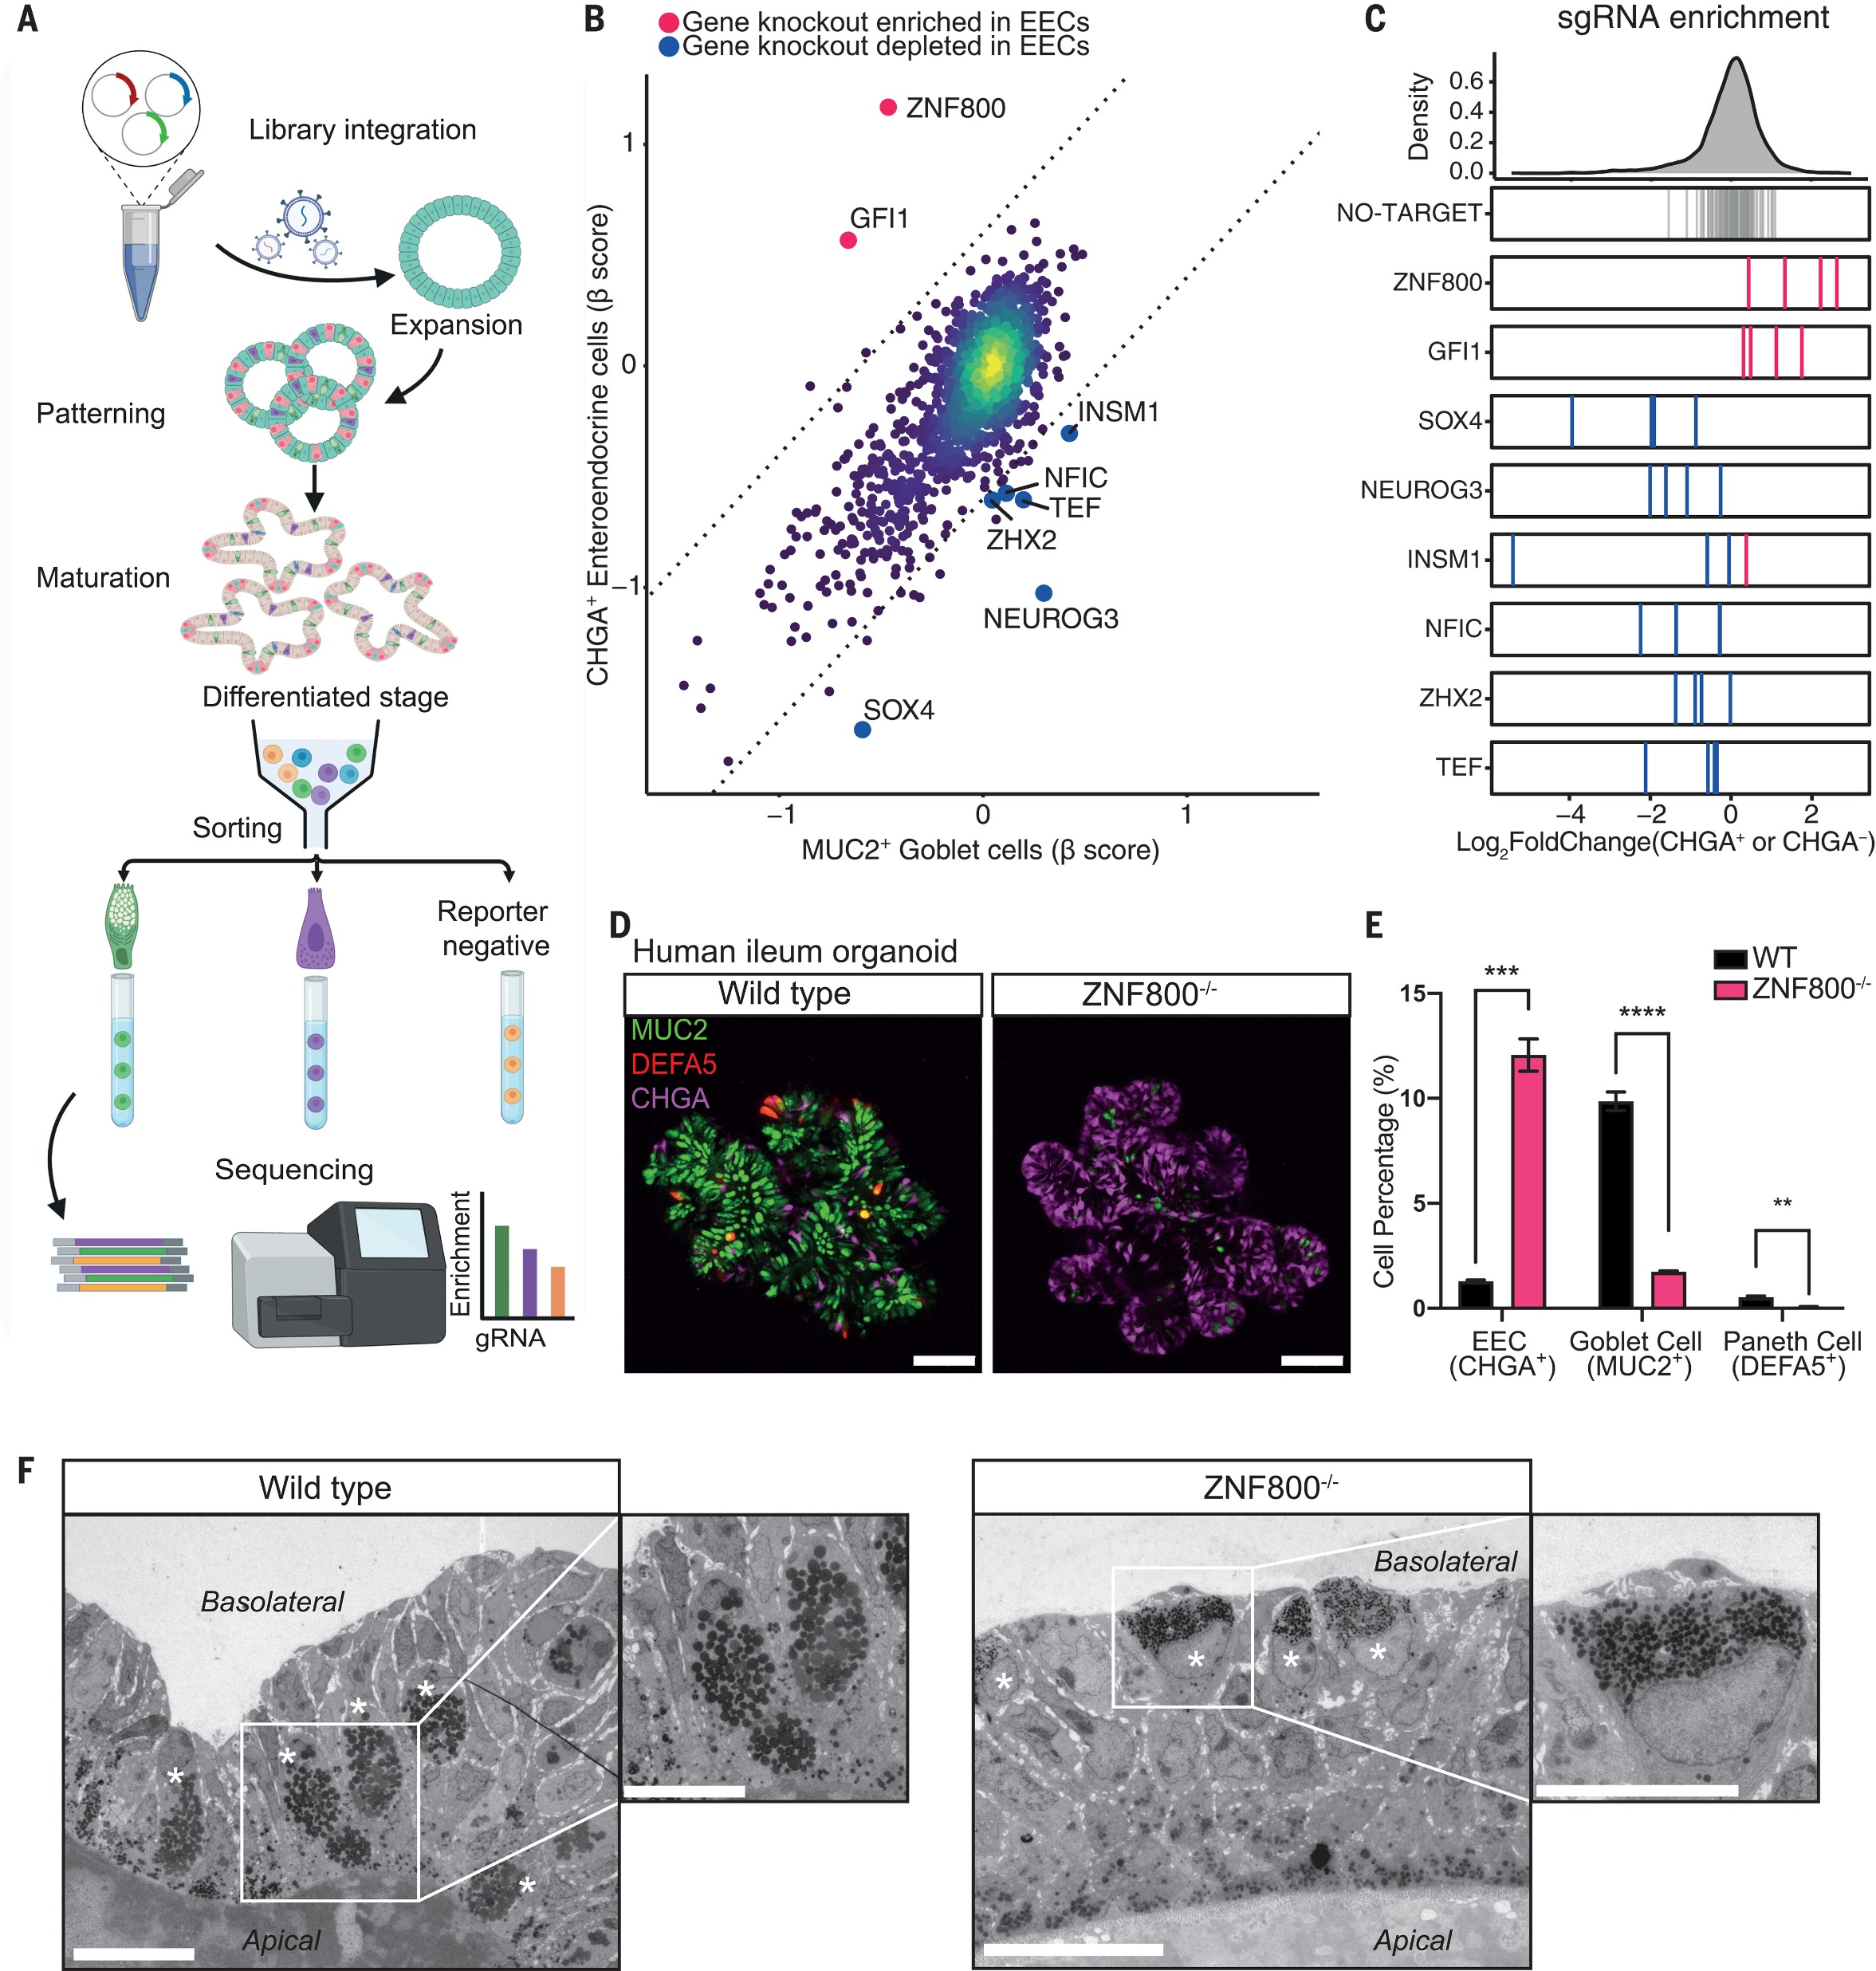 A
Library integration
Expansion
Patterning
Maturation
Differentiated stage
Sorting
Reporter
negative
Sequencing
Enrichment
gRNA
B
Gene knockout enriched in EECs
Gene knockout depleted in EECs
CHGA⁺ Enteroendocrine cells (β score)
1
0
−1
ZNF800
GFI1
INSM1
NFIC
TEF
ZHX2
NEUROG3
SOX4
−1
0
1
MUC2⁺ Goblet cells (β score)
C
sgRNA enrichment
Density
0.6
0.4
0.2
0.0
NO-TARGET
ZNF800
GFI1
SOX4
NEUROG3
INSM1
NFIC
ZHX2
TEF
−4
−2
0
2
Log₂FoldChange(CHGA⁺ or CHGA⁻)
D
Human ileum organoid
Wild type
ZNF800⁻/⁻
MUC2
DEFA5
CHGA
E
WT
ZNF800⁻/⁻
Cell Percentage (%)
15
10
5
0
***
****
**
EEC
(CHGA⁺)
Goblet Cell
(MUC2⁺)
Paneth Cell
(DEFA5⁺)
F
Wild type
Basolateral
*
*
*
*
*
Apical
ZNF800⁻/⁻
Basolateral
*
*
*
*
Apical